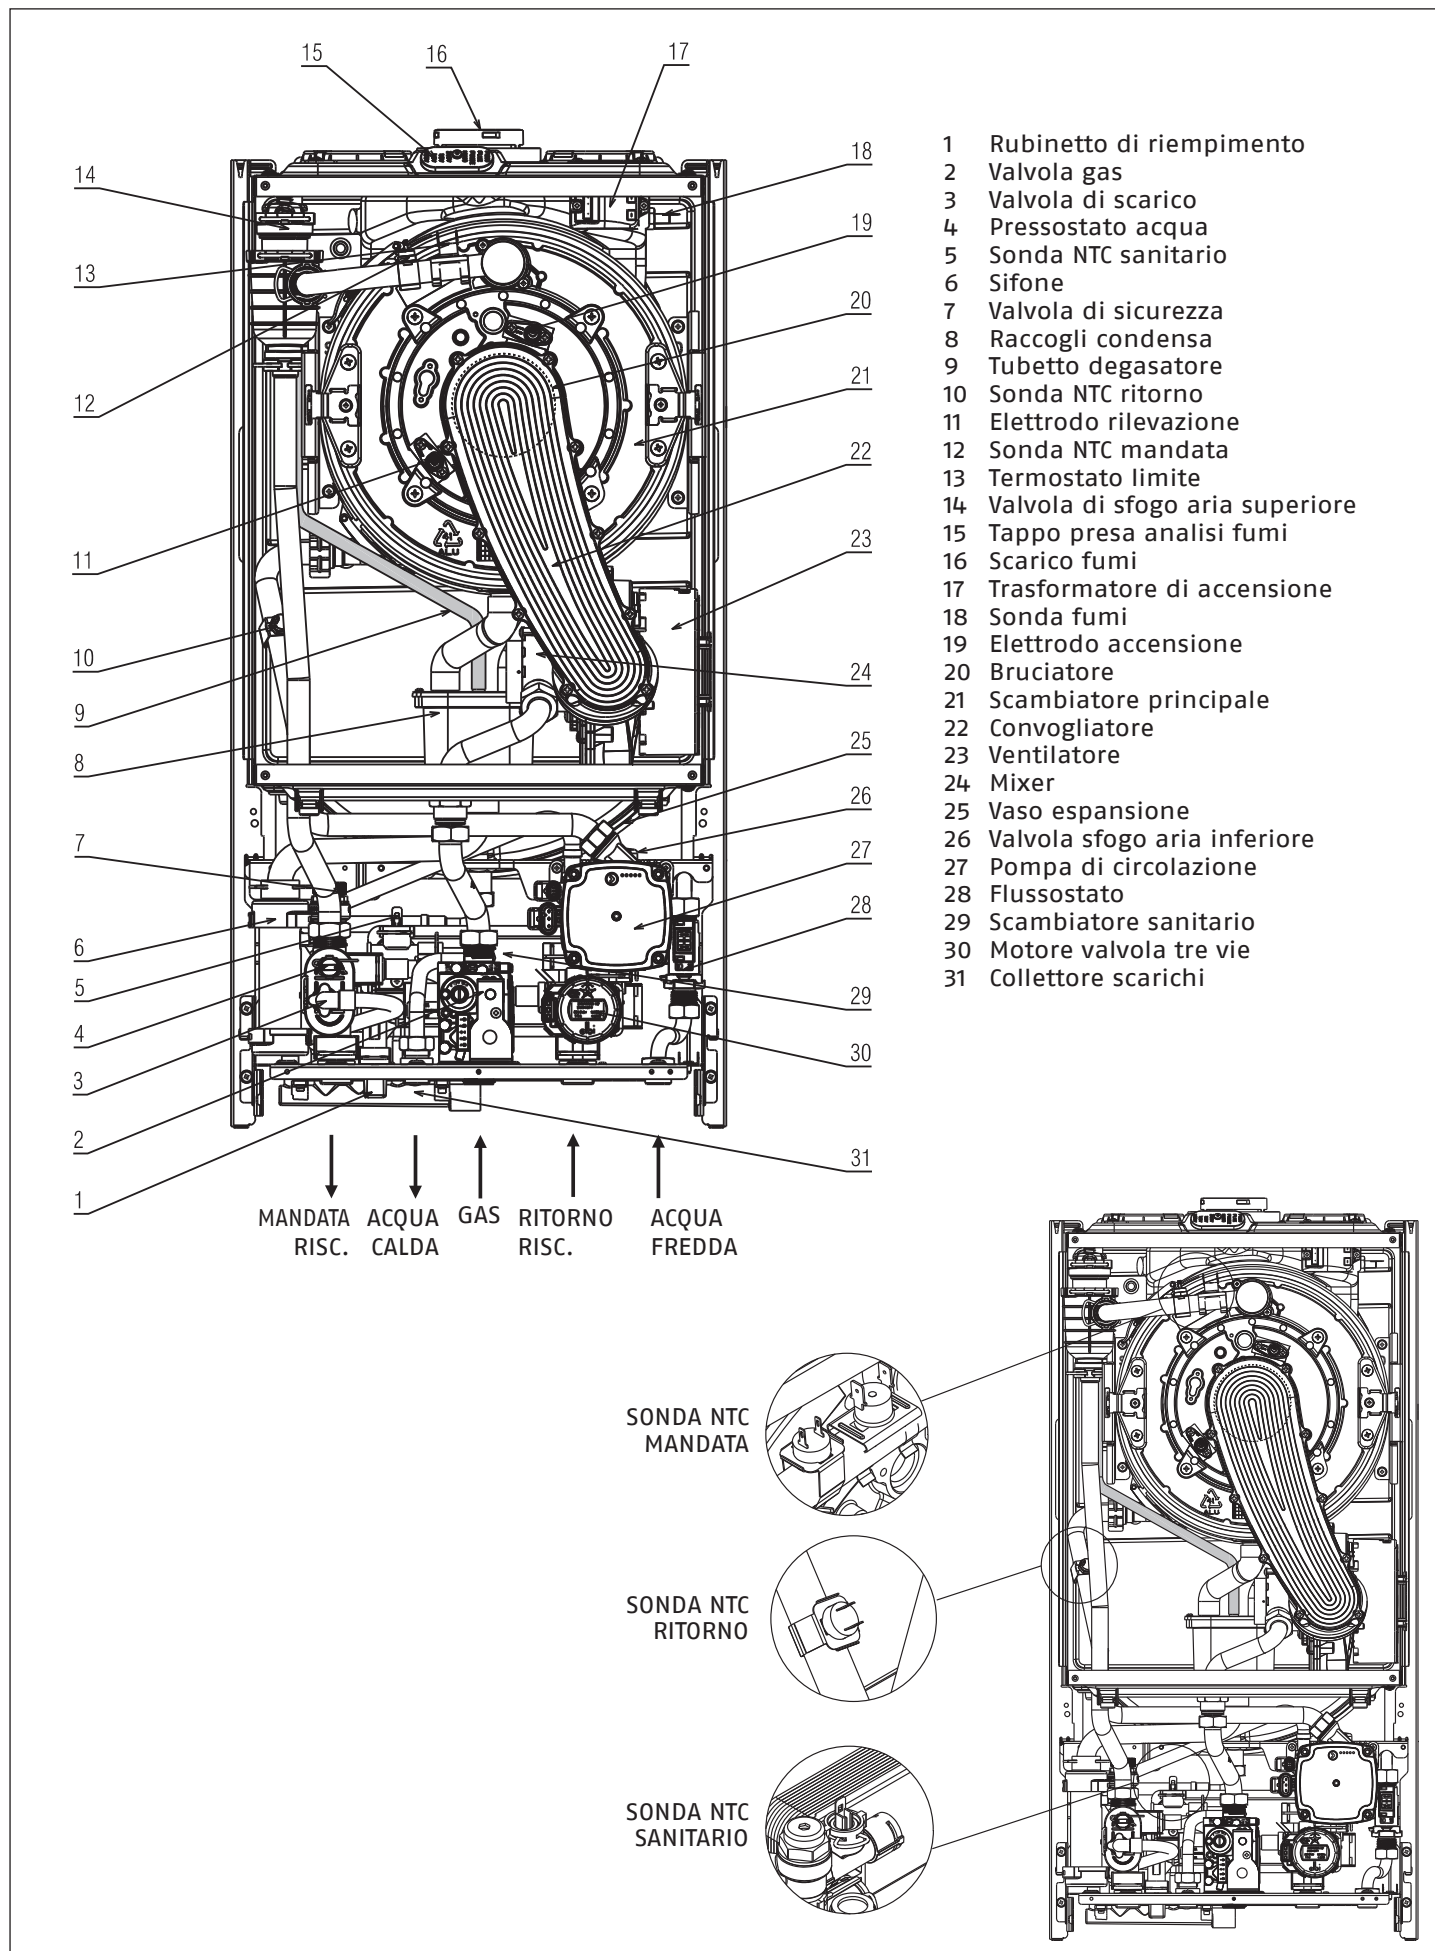 15
16
17
14
18
13
19
20
12
21
22
11
23
10
24
9
8
25
26
7
27
6
28
5
29
4
30
3
2
31
1
1 Rubinetto di riempimento
2 Valvola gas
3 Valvola di scarico
4 Pressostato acqua
5 Sonda NTC sanitario
6 Sifone
7 Valvola di sicurezza
8 Raccogli condensa
9 Tubetto degasatore
10 Sonda NTC ritorno
11 Elettrodo rilevazione
12 Sonda NTC mandata
13 Termostato limite
14 Valvola di sfogo aria superiore
15 Tappo presa analisi fumi
16 Scarico fumi
17 Trasformatore di accensione
18 Sonda fumi
19 Elettrodo accensione
20 Bruciatore
21 Scambiatore principale
22 Convogliatore
23 Ventilatore
24 Mixer
25 Vaso espansione
26 Valvola sfogo aria inferiore
27 Pompa di circolazione
28 Flussostato
29 Scambiatore sanitario
30 Motore valvola tre vie
31 Collettore scarichi
MANDATA
RISC.
ACQUA
CALDA
GAS
RITORNO
RISC.
ACQUA
FREDDA
SONDA NTC
MANDATA
SONDA NTC
RITORNO
SONDA NTC
SANITARIO